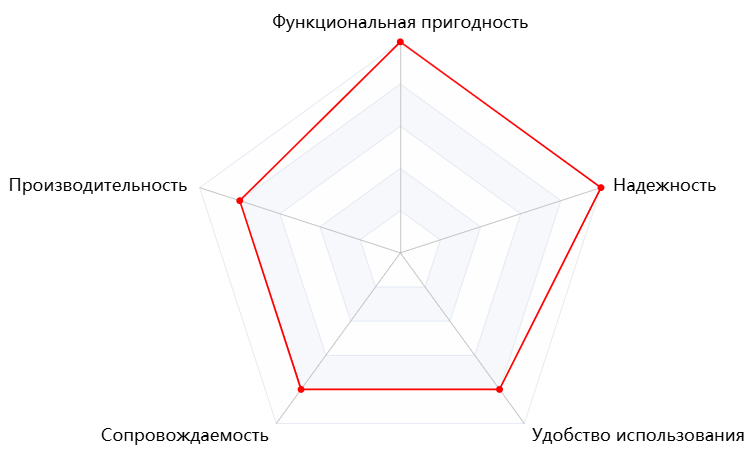 Функциональная пригодность
Производительность
Надежность
Сопровождаемость
Удобство использования